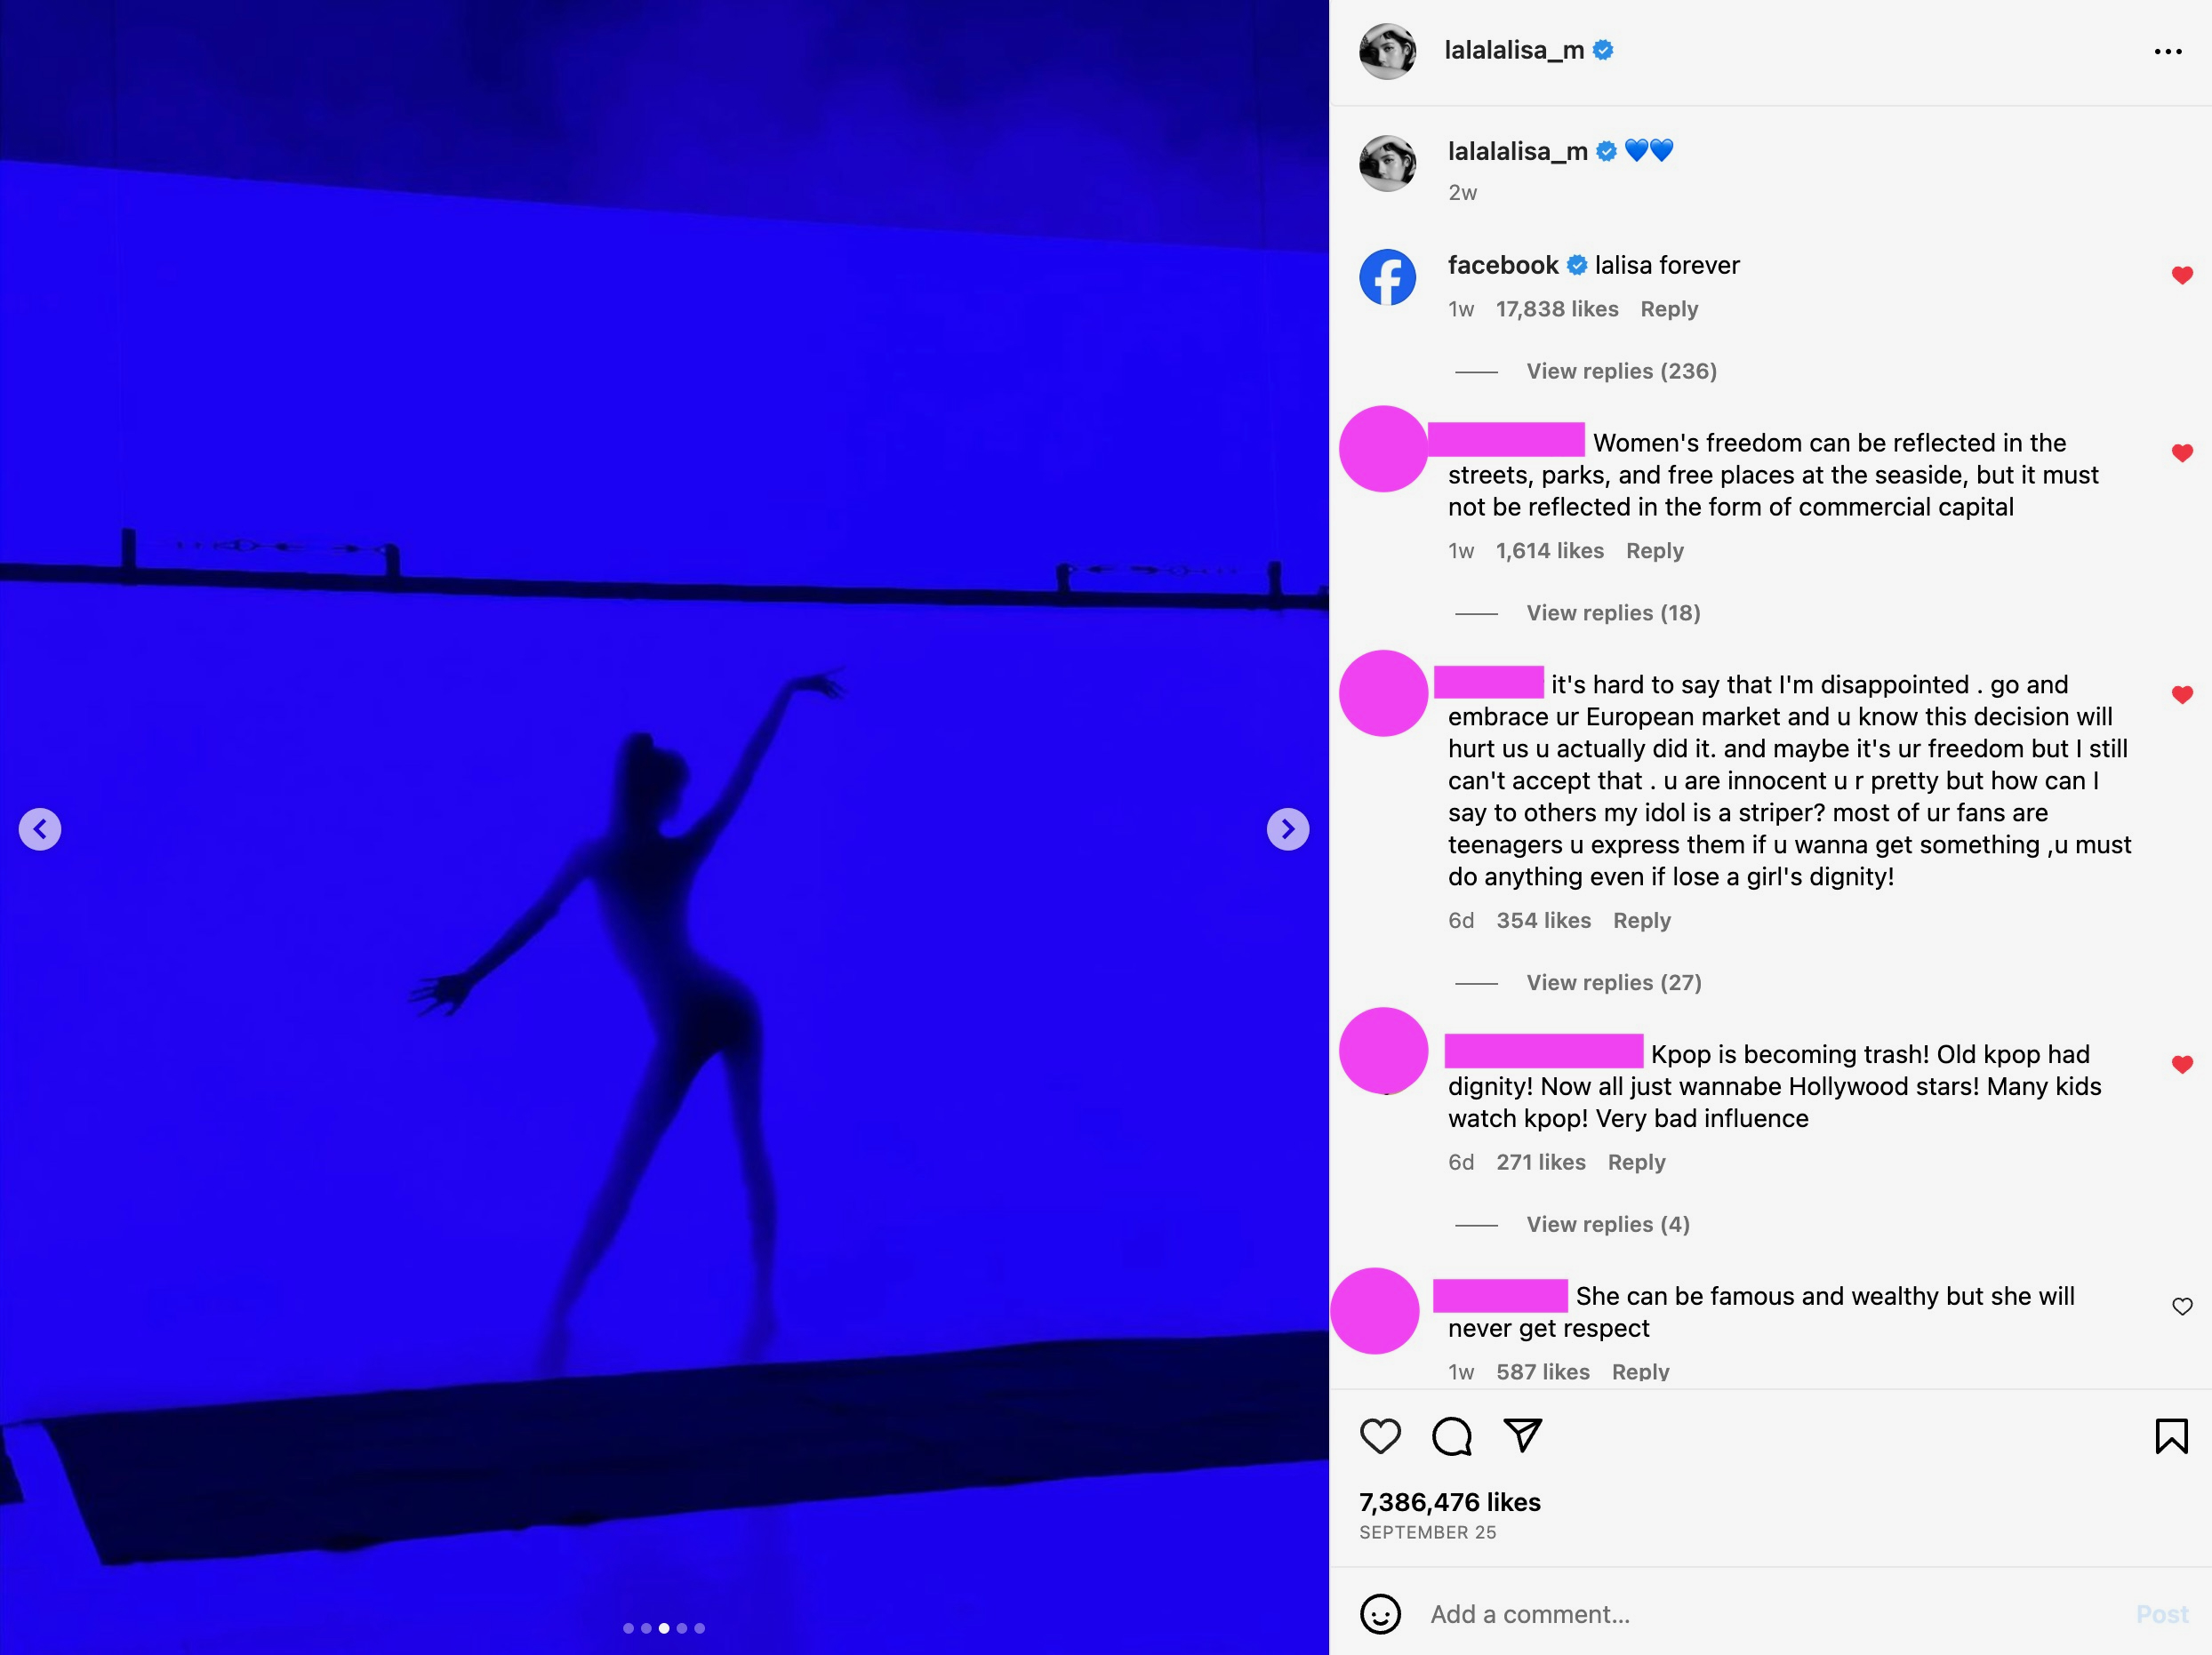 lalalalisa_m
lalalalisa_m 💙💙
2w
facebook lalisa forever
1w 17,838 likes Reply
View replies (236)
Women's freedom can be reflected in the
streets, parks, and free places at the seaside, but it must
not be reflected in the form of commercial capital
1w 1,614 likes Reply
View replies (18)
it's hard to say that I'm disappointed . go and
embrace ur European market and u know this decision will
hurt us u actually did it. and maybe it's ur freedom but I still
can't accept that . u are innocent u r pretty but how can I
say to others my idol is a striper? most of ur fans are
teenagers u express them if u wanna get something ,u must
do anything even if lose a girl's dignity!
6d 354 likes Reply
View replies (27)
Kpop is becoming trash! Old kpop had
dignity! Now all just wannabe Hollywood stars! Many kids
watch kpop! Very bad influence
6d 271 likes Reply
View replies (4)
She can be famous and wealthy but she will
never get respect
1w 587 likes Reply
7,386,476 likes
SEPTEMBER 25
Add a comment...
Post